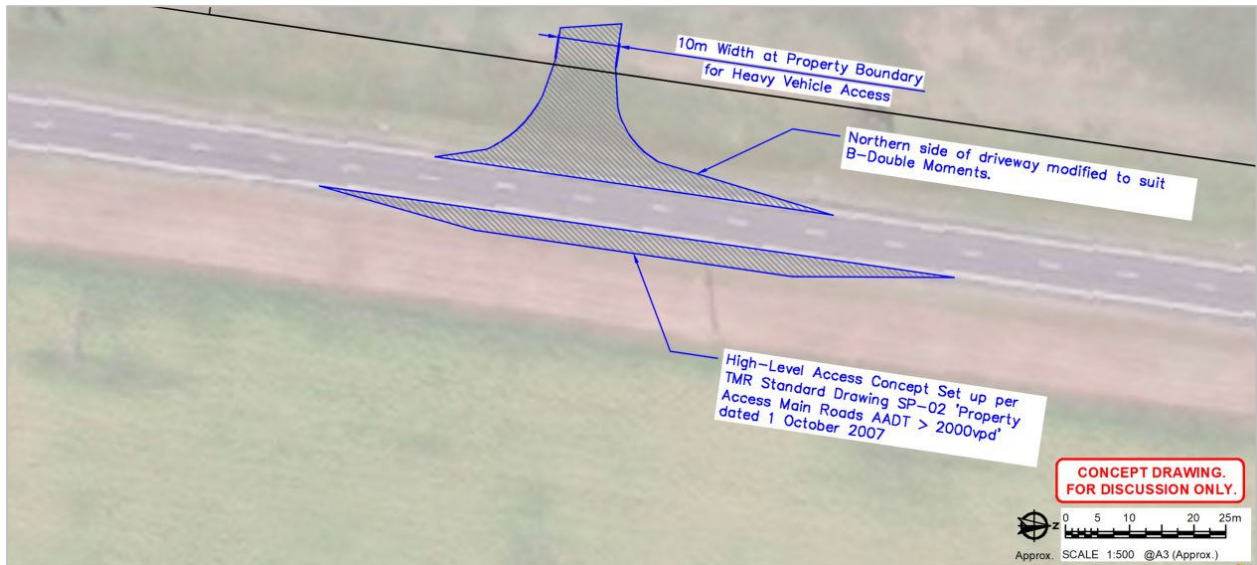 10m Width at Property Boundary
for Heavy Vehicle Access
Northern side of driveway modified to suit
B-Double Moments.
High-Level Access Concept Set up per
TMR Standard Drawing SP-02 'Property
Access Main Roads AADT > 2000vpd'
dated 1 October 2007
CONCEPT DRAWING.
FOR DISCUSSION ONLY.
Z
0 5 10 20 25m
Approx. SCALE 1:500 @A3 (Approx.)